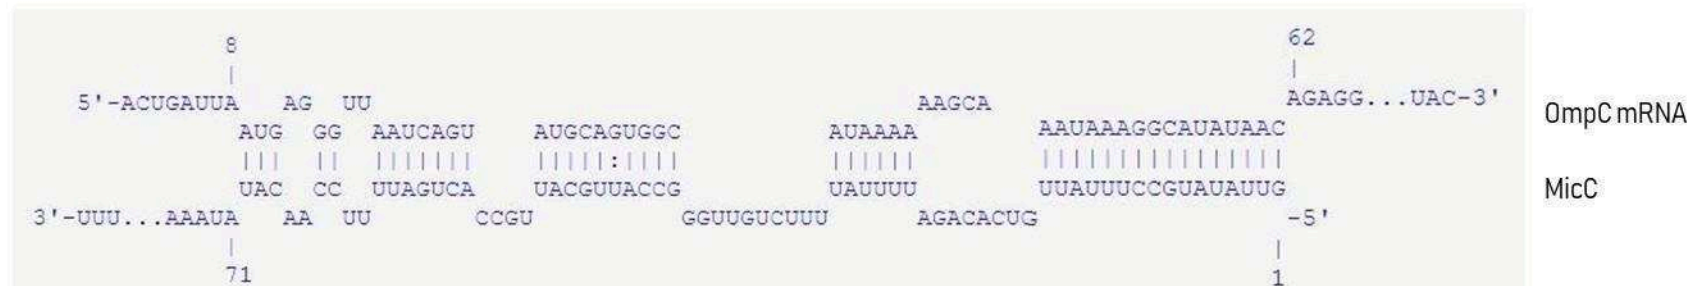 8 62
| |
5'-ACUGAUUA AG UU AAGCA AGAGG...UAC-3'
OmpC mRNA
AUG GG AAUCAGU AUGCAGUGGC AUAAAA AAUAAAGGCAUAUAAC
||| || ||||||| |||||:|||| |||||| ||||||||||||||||
UAC CC UUAGUCA UACGUUACCG UAUUUU UUAUUUCCGUAUAUUG
MicC
3'-UUU...AAAUA AA UU CCGU GGUUGUCUUU AGACACUG -5'
| |
71 1